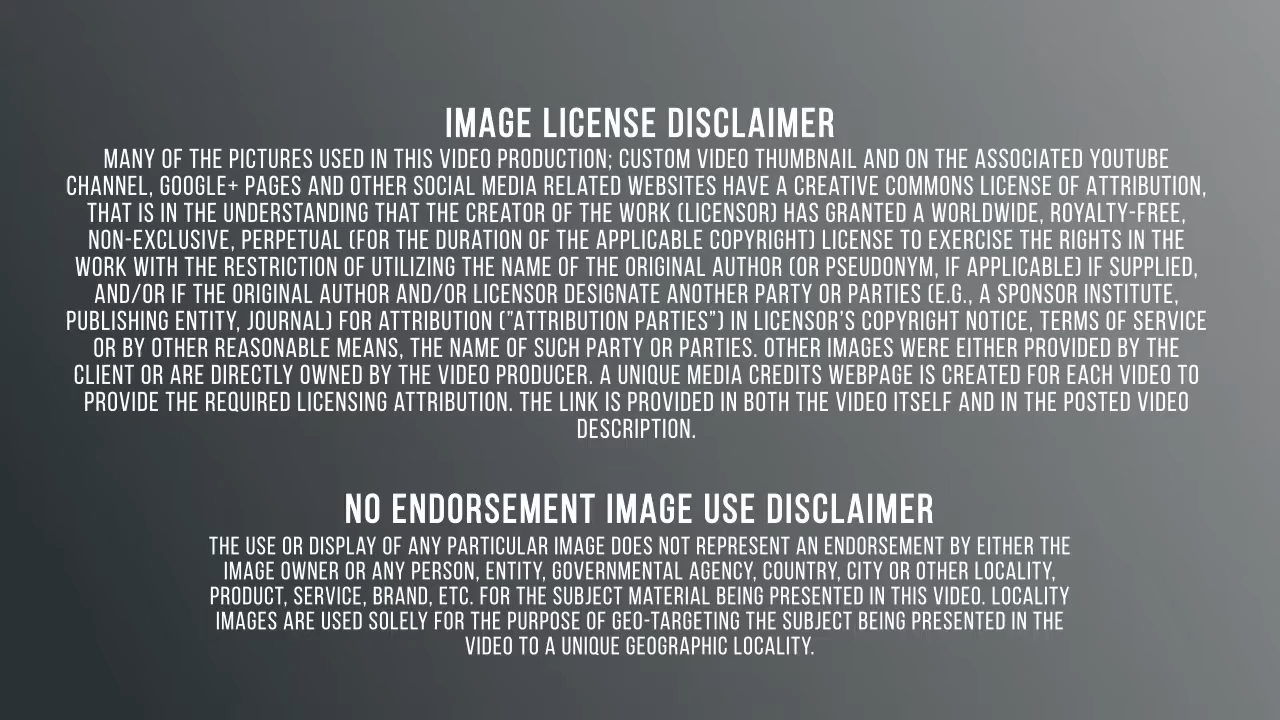 IMAGE LICENSE DISCLAIMER
MANY OF THE PICTURES USED IN THIS VIDEO PRODUCTION; CUSTOM VIDEO THUMBNAIL AND ON THE ASSOCIATED YOUTUBE
CHANNEL, GOOGLE+ PAGES AND OTHER SOCIAL MEDIA RELATED WEBSITES HAVE A CREATIVE COMMONS LICENSE OF ATTRIBUTION,
THAT IS IN THE UNDERSTANDING THAT THE CREATOR OF THE WORK (LICENSOR) HAS GRANTED A WORLDWIDE, ROYALTY-FREE,
NON-EXCLUSIVE, PERPETUAL (FOR THE DURATION OF THE APPLICABLE COPYRIGHT) LICENSE TO EXERCISE THE RIGHTS IN THE
WORK WITH THE RESTRICTION OF UTILIZING THE NAME OF THE ORIGINAL AUTHOR (OR PSEUDONYM, IF APPLICABLE) IF SUPPLIED,
AND/OR IF THE ORIGINAL AUTHOR AND/OR LICENSOR DESIGNATE ANOTHER PARTY OR PARTIES (E.G., A SPONSOR INSTITUTE,
PUBLISHING ENTITY, JOURNAL) FOR ATTRIBUTION ("ATTRIBUTION PARTIES") IN LICENSOR'S COPYRIGHT NOTICE, TERMS OF SERVICE
OR BY OTHER REASONABLE MEANS, THE NAME OF SUCH PARTY OR PARTIES. OTHER IMAGES WERE EITHER PROVIDED BY THE
CLIENT OR ARE DIRECTLY OWNED BY THE VIDEO PRODUCER. A UNIQUE MEDIA CREDITS WEBPAGE IS CREATED FOR EACH VIDEO TO
PROVIDE THE REQUIRED LICENSING ATTRIBUTION. THE LINK IS PROVIDED IN BOTH THE VIDEO ITSELF AND IN THE POSTED VIDEO
DESCRIPTION.
NO ENDORSEMENT IMAGE USE DISCLAIMER
THE USE OR DISPLAY OF ANY PARTICULAR IMAGE DOES NOT REPRESENT AN ENDORSEMENT BY EITHER THE
IMAGE OWNER OR ANY PERSON, ENTITY, GOVERNMENTAL AGENCY, COUNTRY, CITY OR OTHER LOCALITY,
PRODUCT, SERVICE, BRAND, ETC. FOR THE SUBJECT MATERIAL BEING PRESENTED IN THIS VIDEO. LOCALITY
IMAGES ARE USED SOLELY FOR THE PURPOSE OF GEO-TARGETING THE SUBJECT BEING PRESENTED IN THE
VIDEO TO A UNIQUE GEOGRAPHIC LOCALITY.